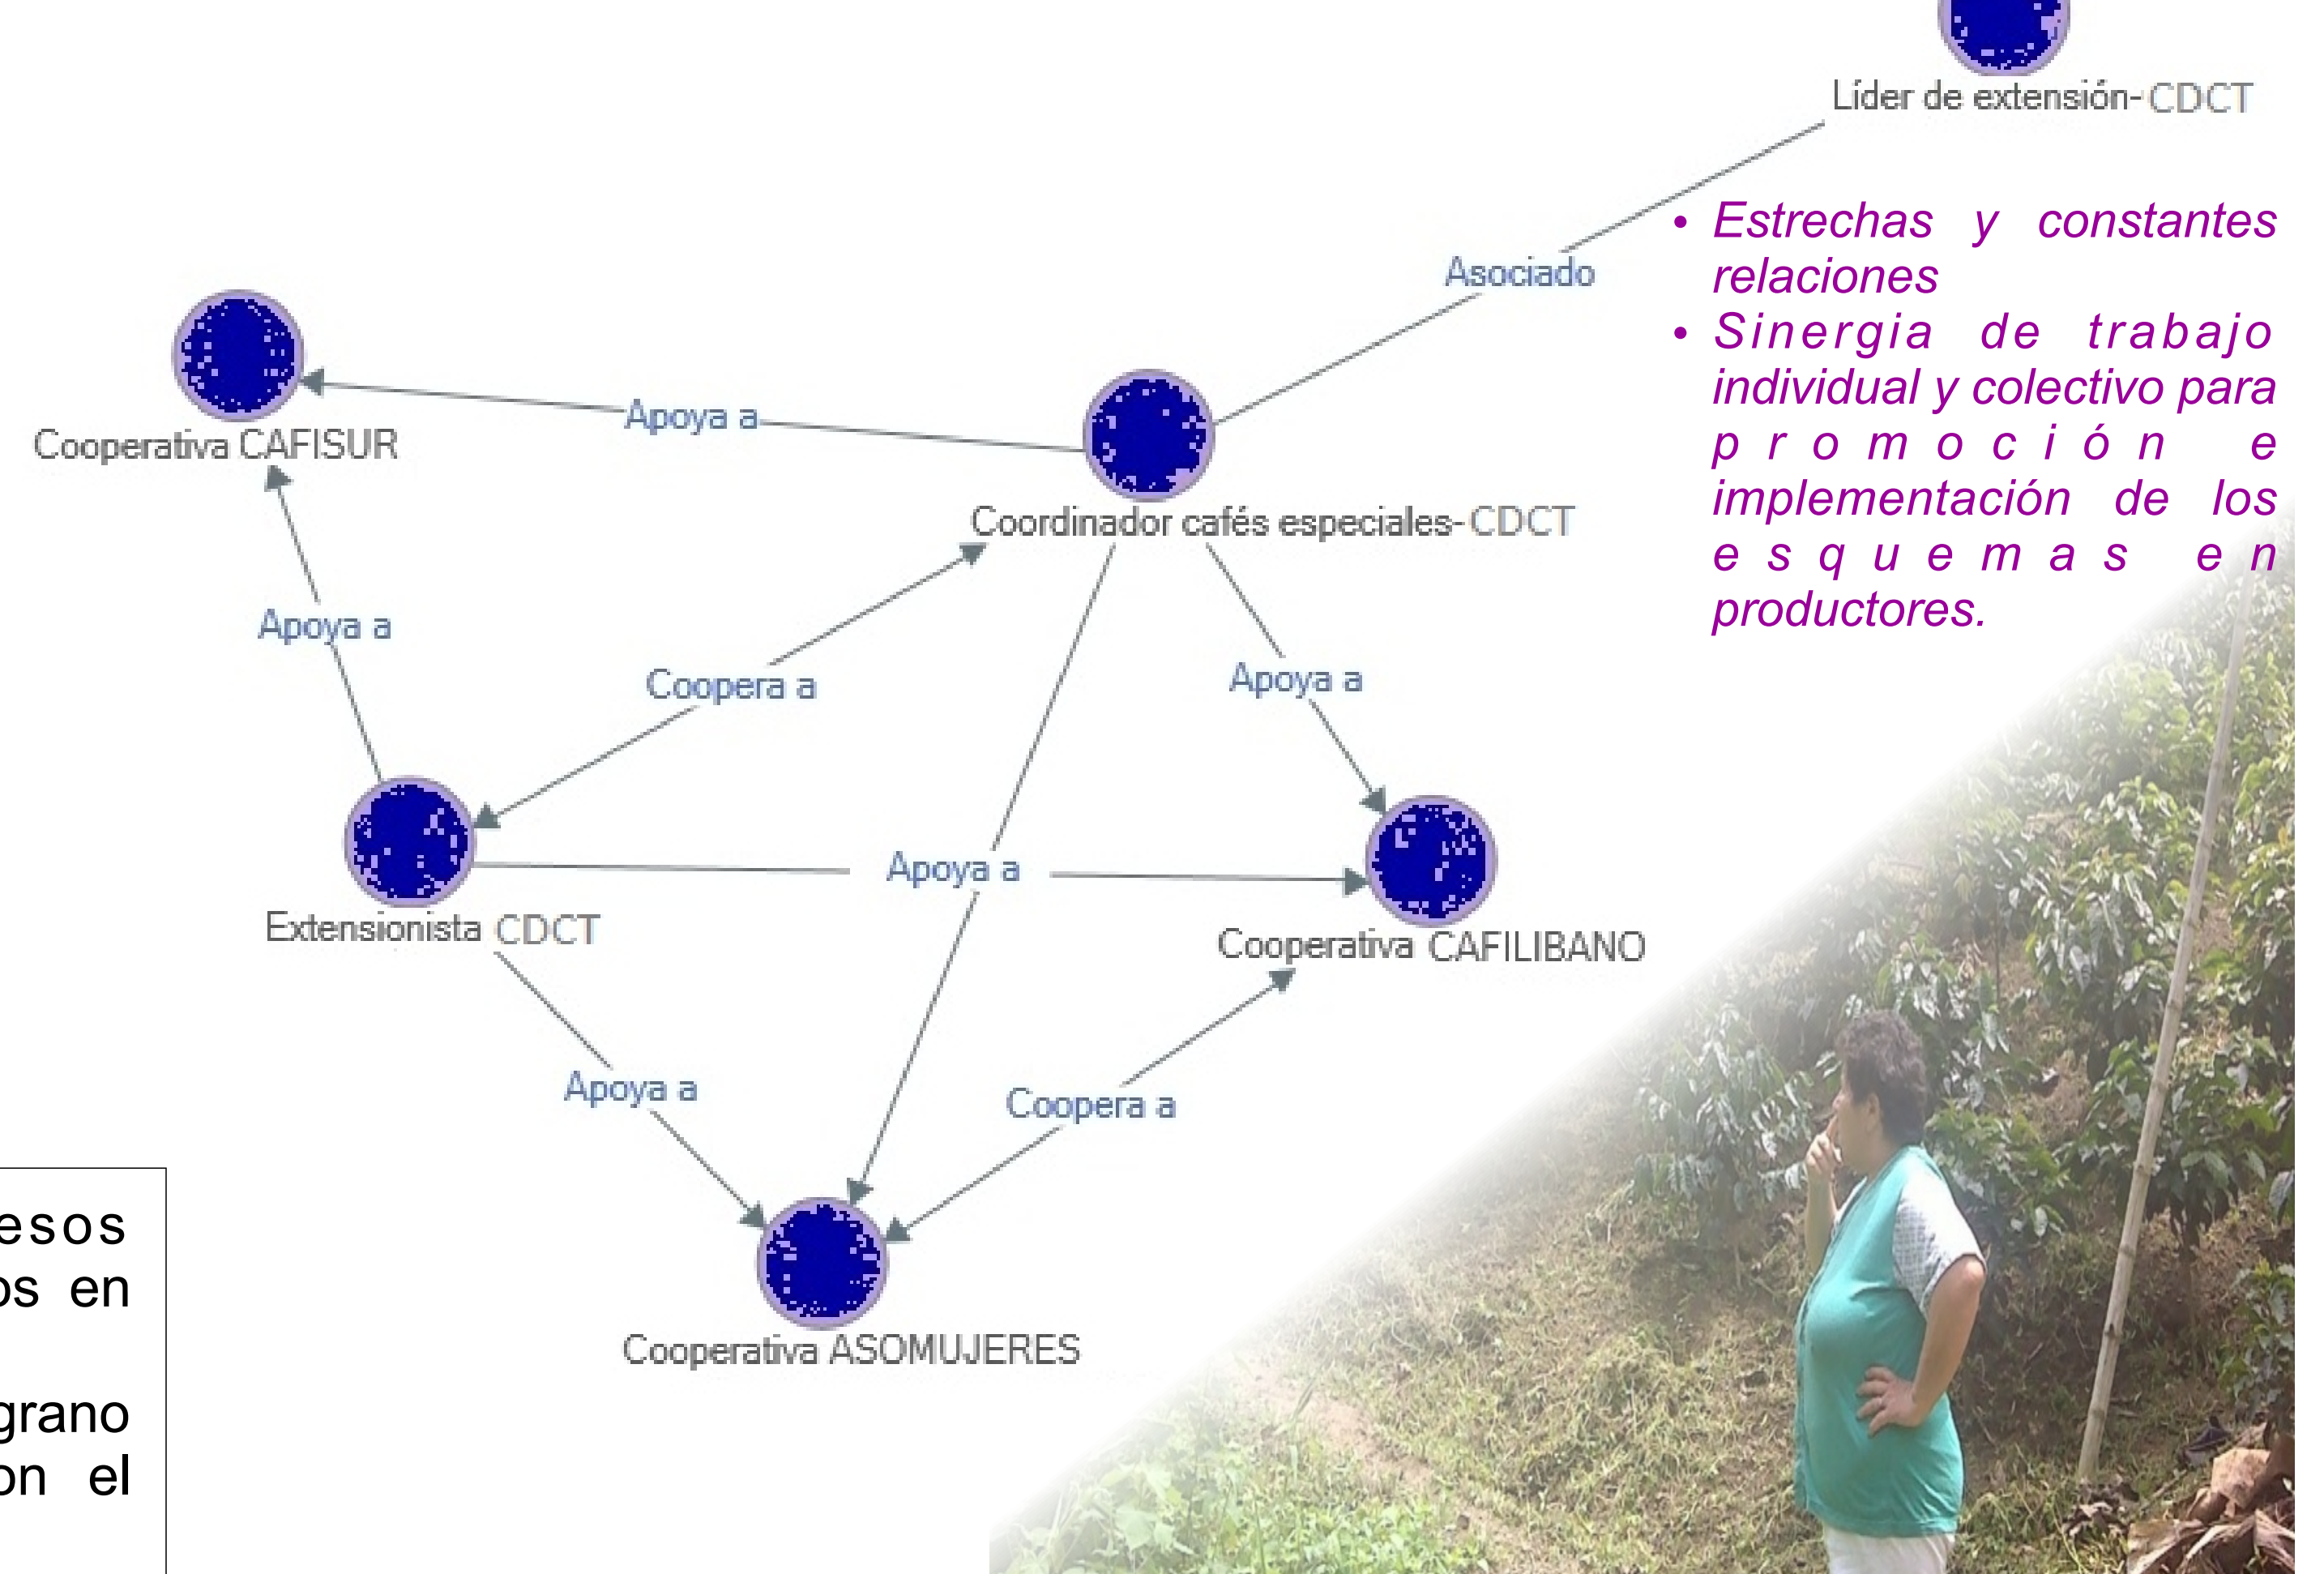 Líder de extensión-CDCT
• Estrechas y constantes
relaciones
• Sinergia de trabajo
individual y colectivo para
promoción e
implementación de los
esquemas en
productores.
Asociado
Apoya a
Cooperativa CAFISUR
Coordinador cafés especiales-CDCT
Apoya a
Coopera a
Apoya a
Apoya a
Extensionista CDCT
Cooperativa CAFILIBANO
Apoya a
Coopera a
Cooperativa ASOMUJERES
esos
os en
grano
on el